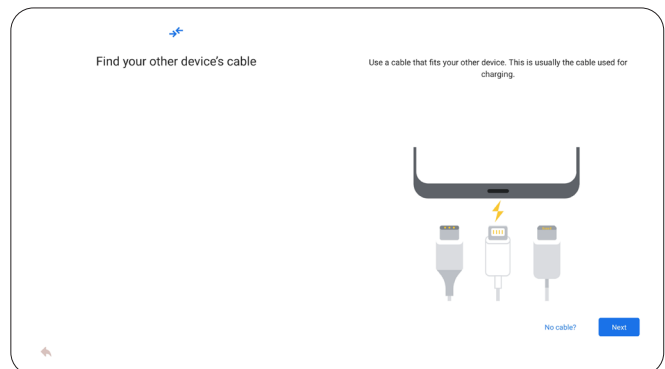 Find your other device’s cable
Use a cable that fits your other device. This is usually the cable used for
charging.
No cable?
Next